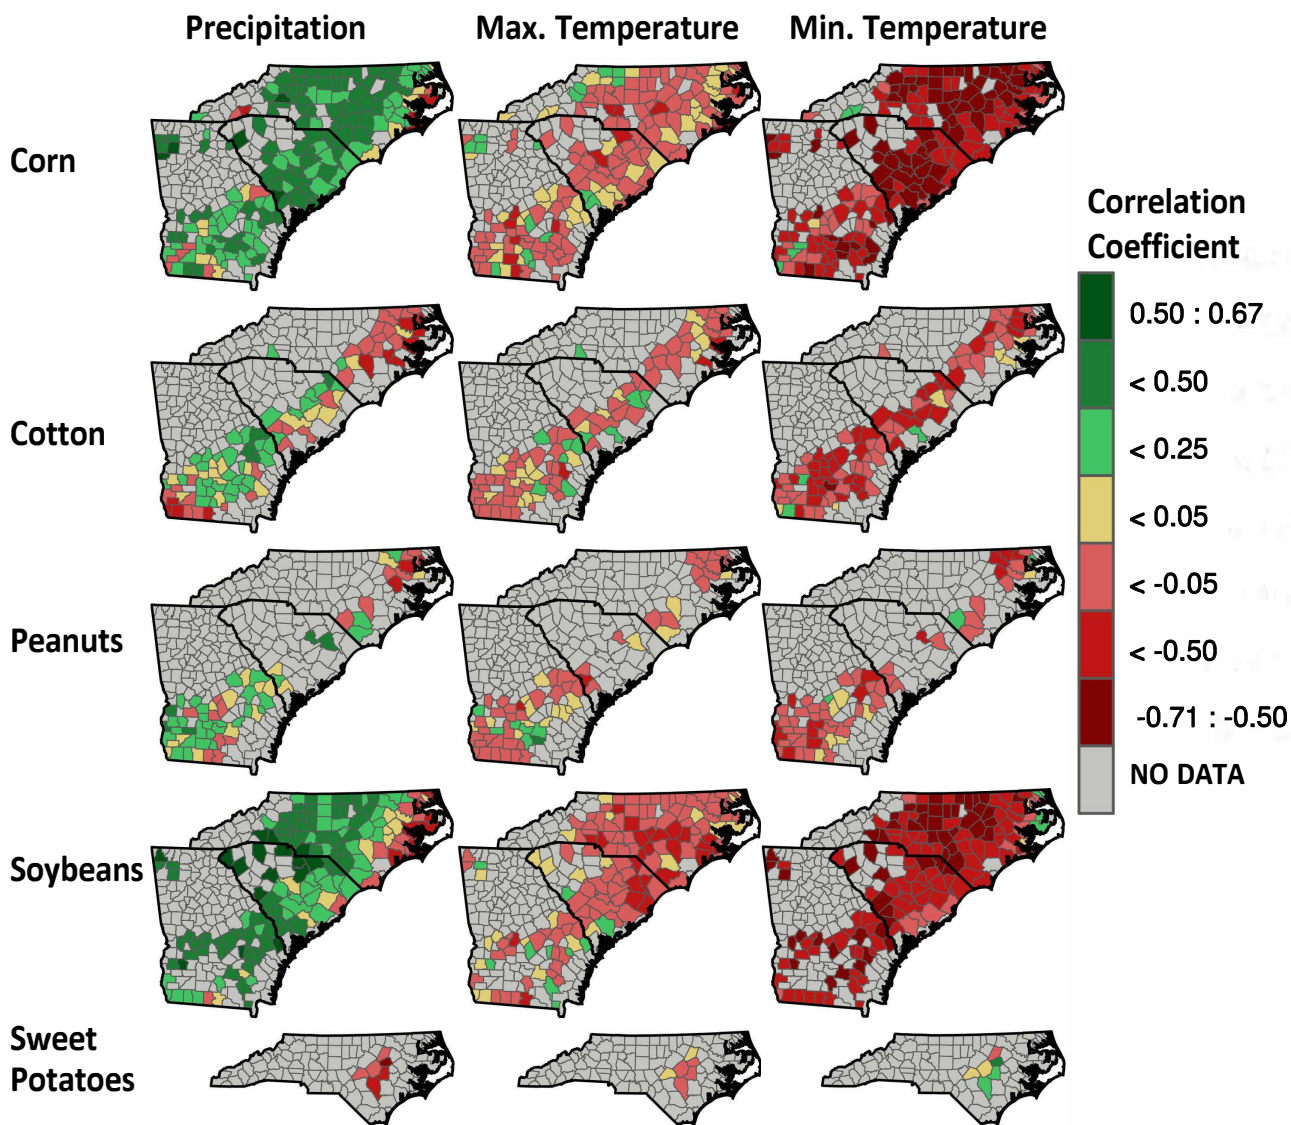 Precipitation
Max. Temperature
Min. Temperature
Corn
Cotton
Peanuts
Soybeans
Sweet
Potatoes
Correlation
Coefficient
0.50 : 0.67
< 0.50
< 0.25
< 0.05
< -0.05
< -0.50
-0.71 : -0.50
NO DATA